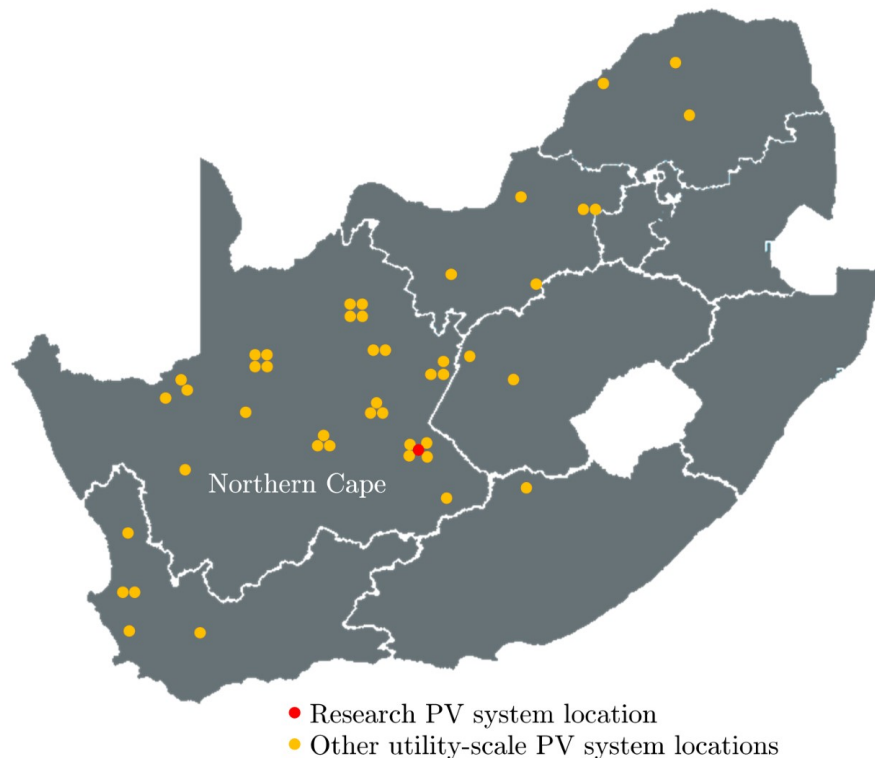 Northern Cape
Research PV system location
Other utility-scale PV system locations